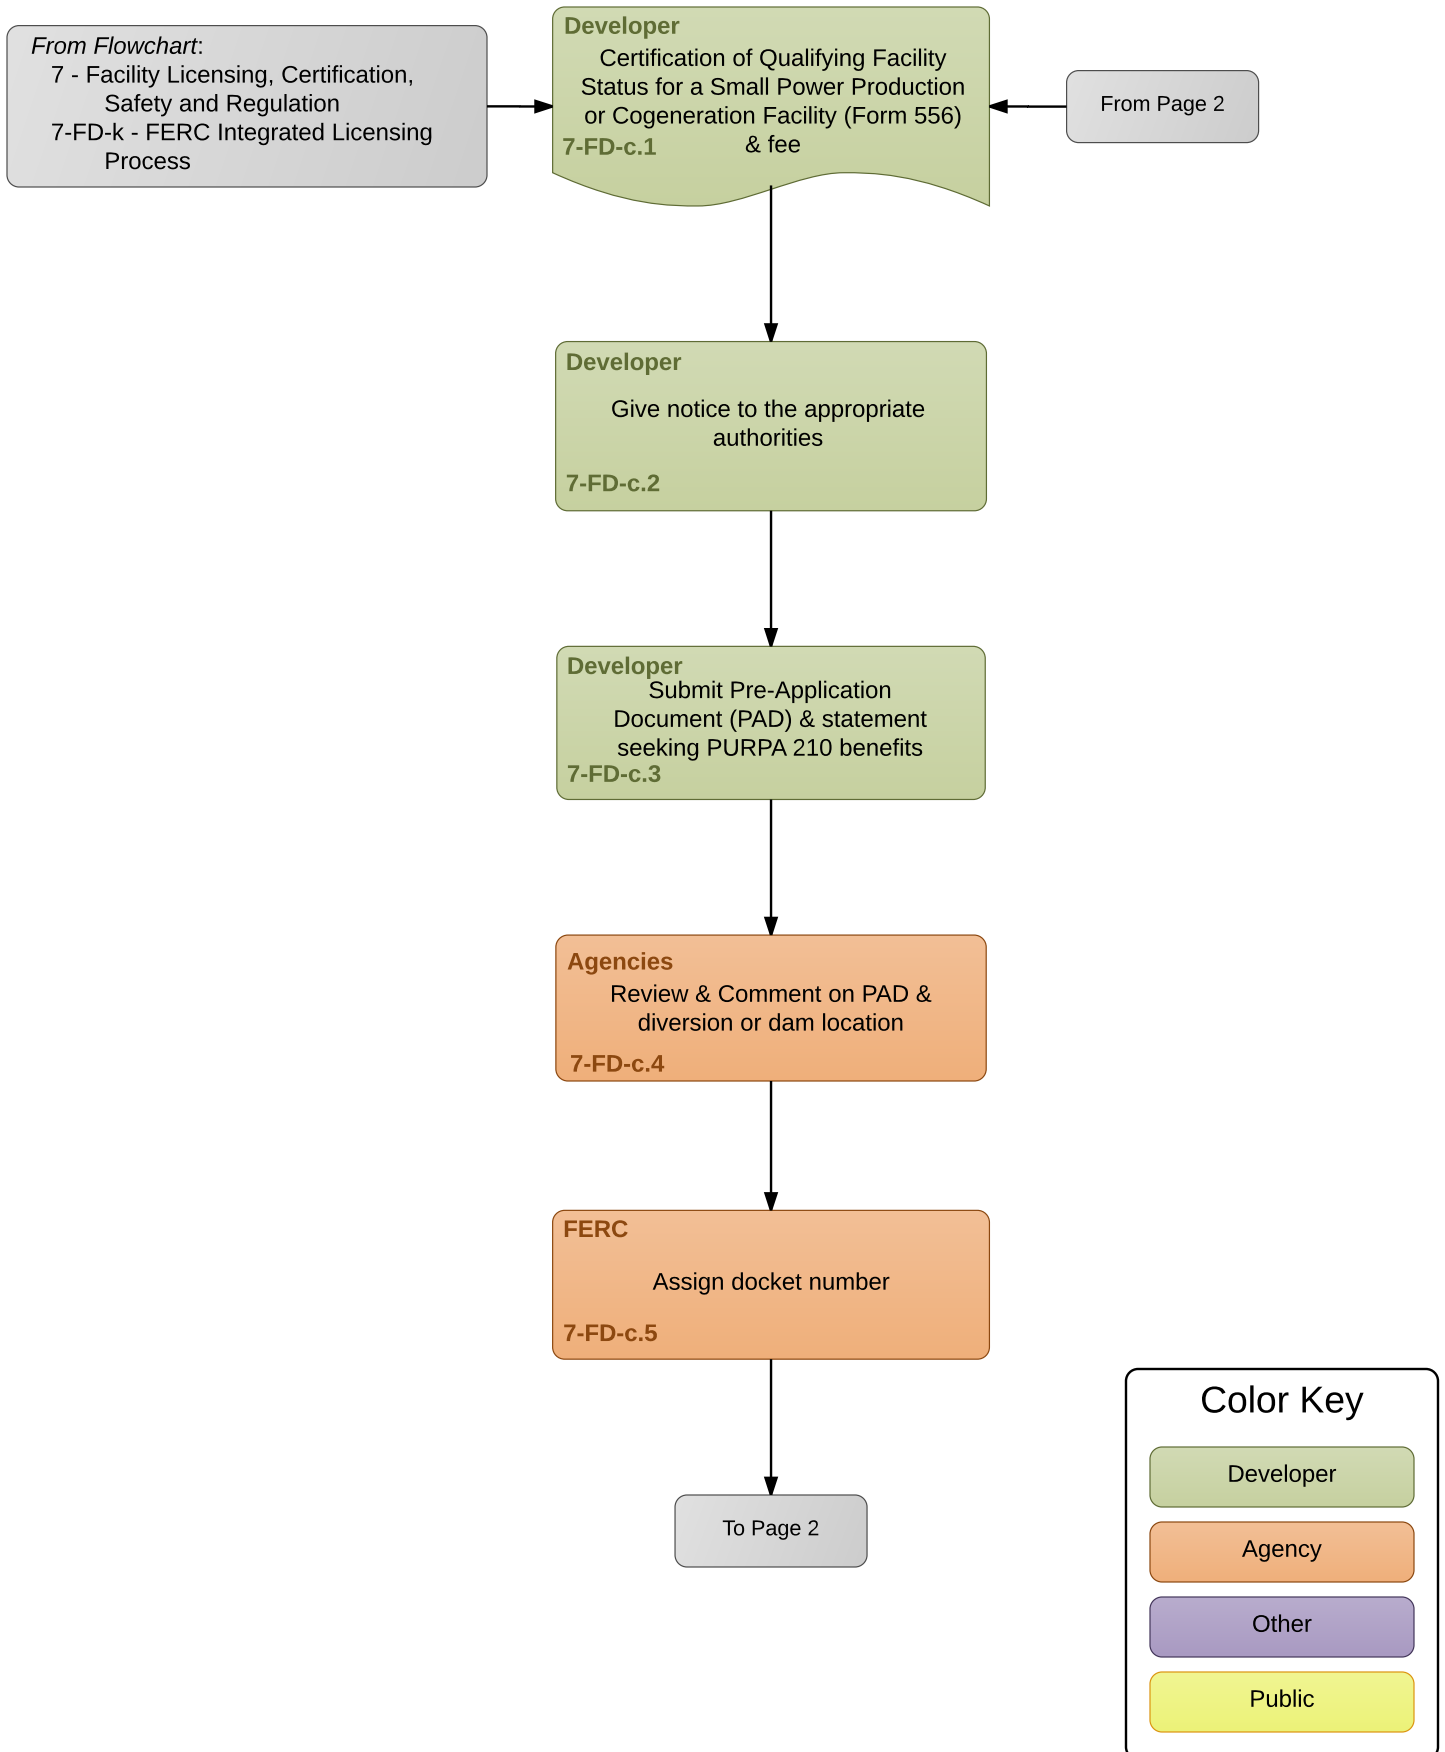 From Flowchart:
7 - Facility Licensing, Certification,
Safety and Regulation
7-FD-k - FERC Integrated Licensing
Process
Developer
Certification of Qualifying Facility
Status for a Small Power Production
or Cogeneration Facility (Form 556)
& fee
7-FD-c.1
From Page 2
Developer
Give notice to the appropriate
authorities
7-FD-c.2
Developer
Submit Pre-Application
Document (PAD) & statement
seeking PURPA 210 benefits
7-FD-c.3
Agencies
Review & Comment on PAD &
diversion or dam location
7-FD-c.4
FERC
Assign docket number
7-FD-c.5
To Page 2
Color Key
Developer
Agency
Other
Public